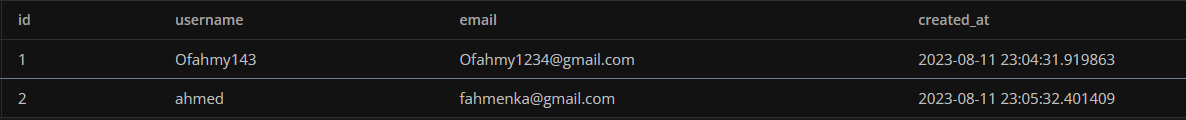 id username email created_at
1 Ofahmy143 Ofahmy1234@gmail.com 2023-08-11 23:04:31.919863
2 ahmed fahmenka@gmail.com 2023-08-11 23:05:32.401409